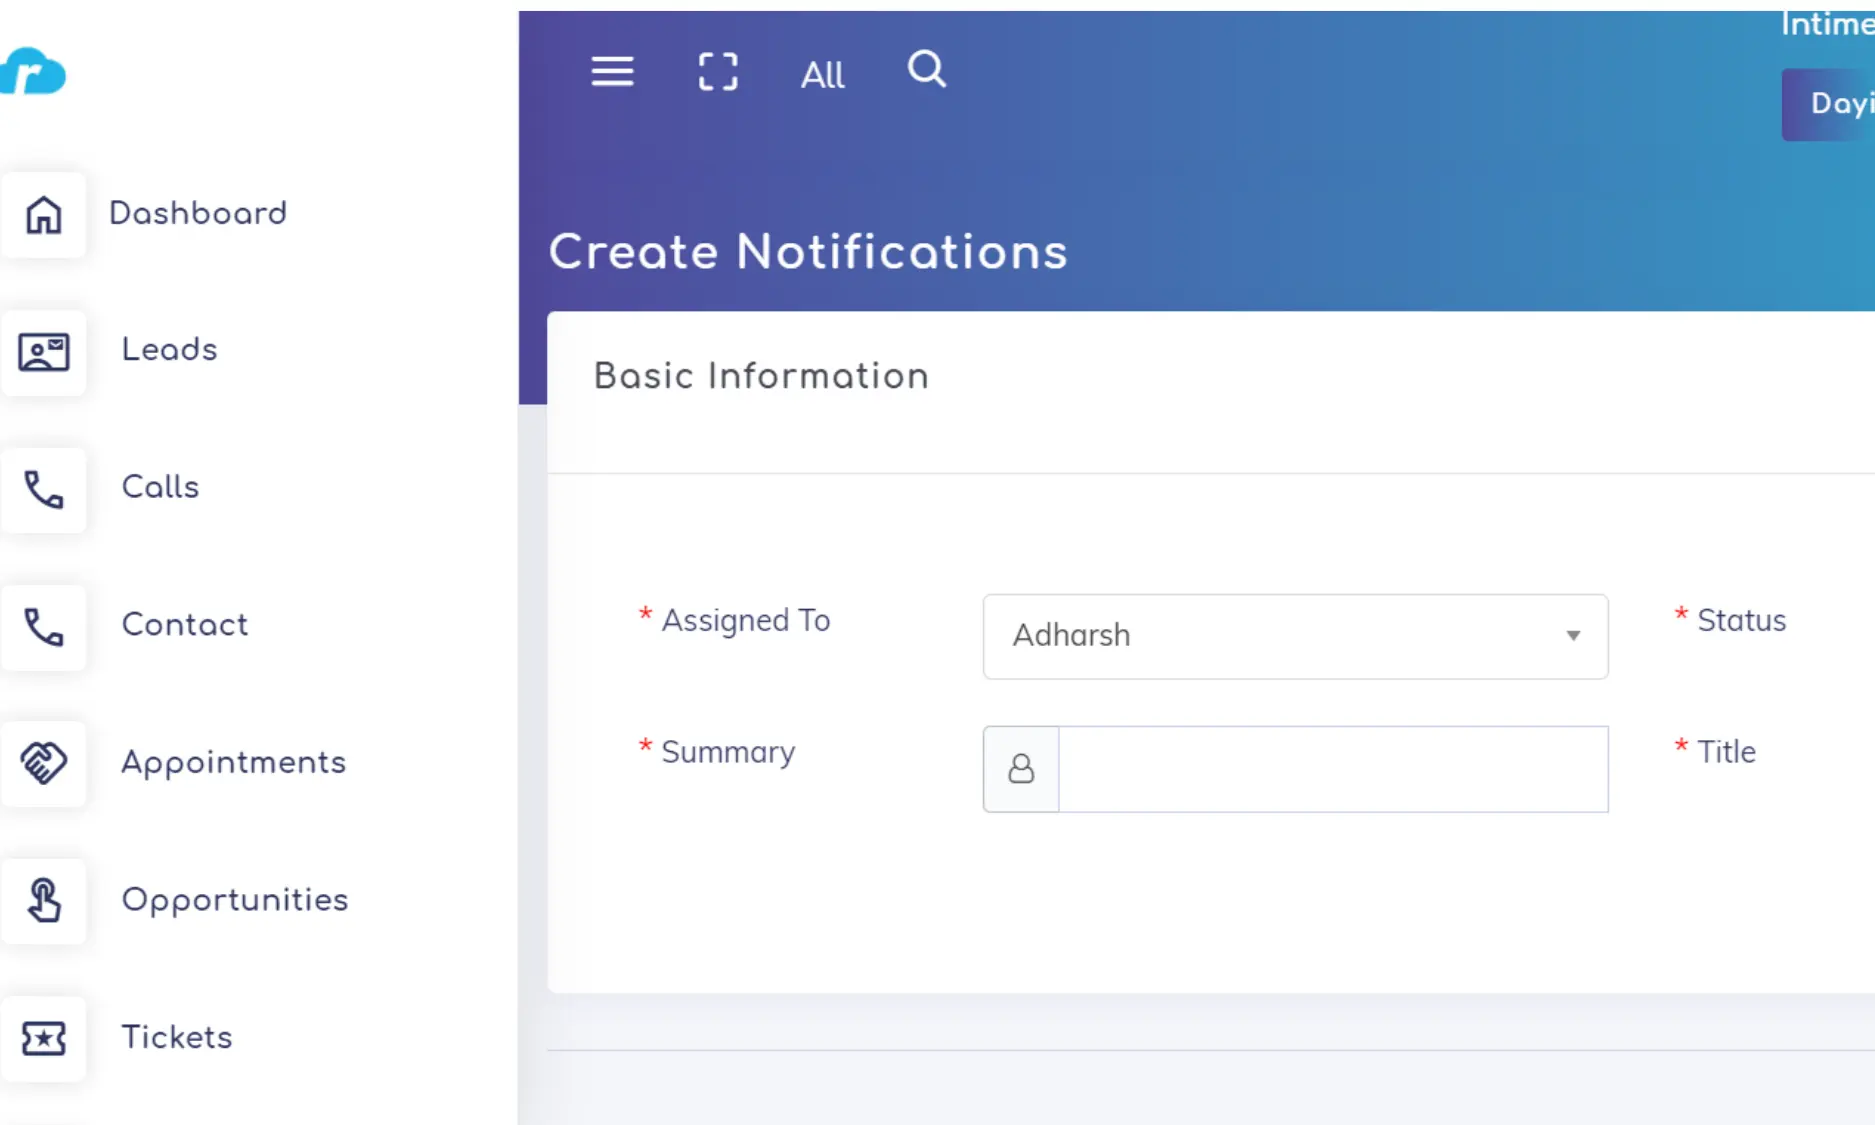 r
Dashboard
Leads
Calls
Contact
Appointments
Opportunities
Tickets
All
Intime
Dayi
Create Notifications
Basic Information
* Assigned To
Adharsh
* Status
* Summary
* Title